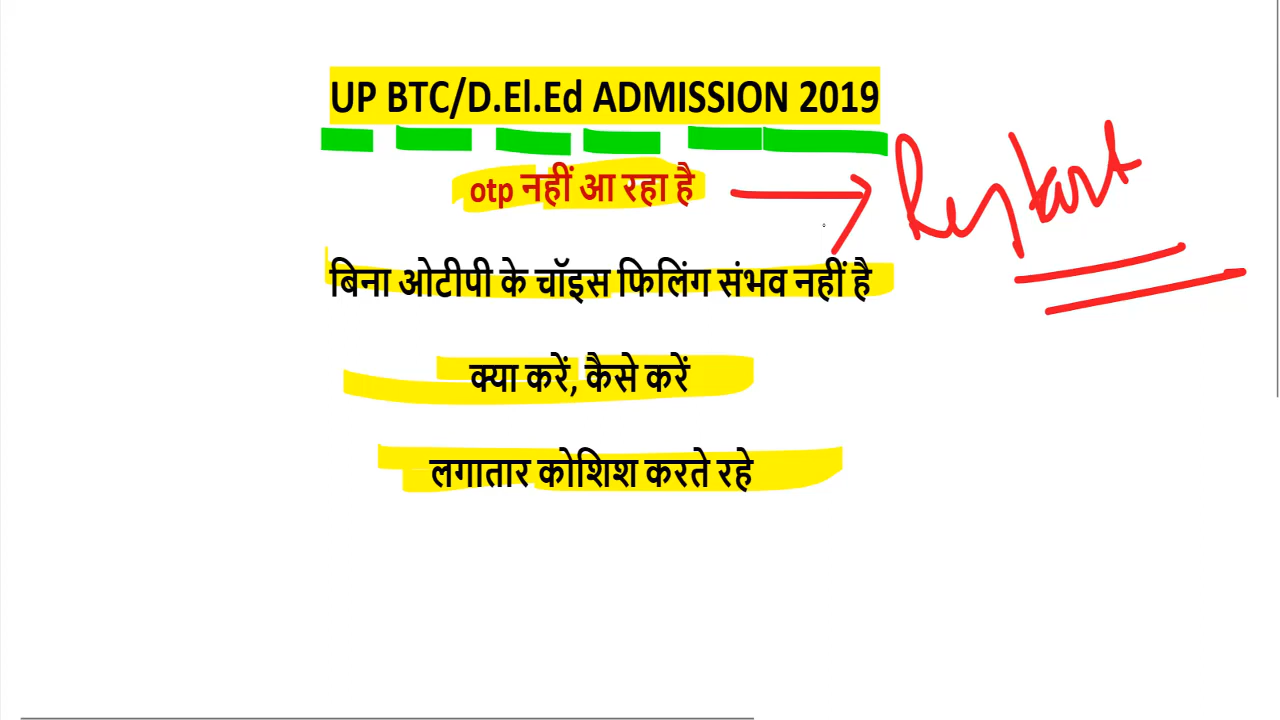 UP BTC/D.El.Ed ADMISSION 2019
otp नहीं आ रहा है
Restart
बिना ओटीपी के चॉइस फिलिंग संभव नहीं है
क्या करें, कैसे करें
लगातार कोशिश करते रहे